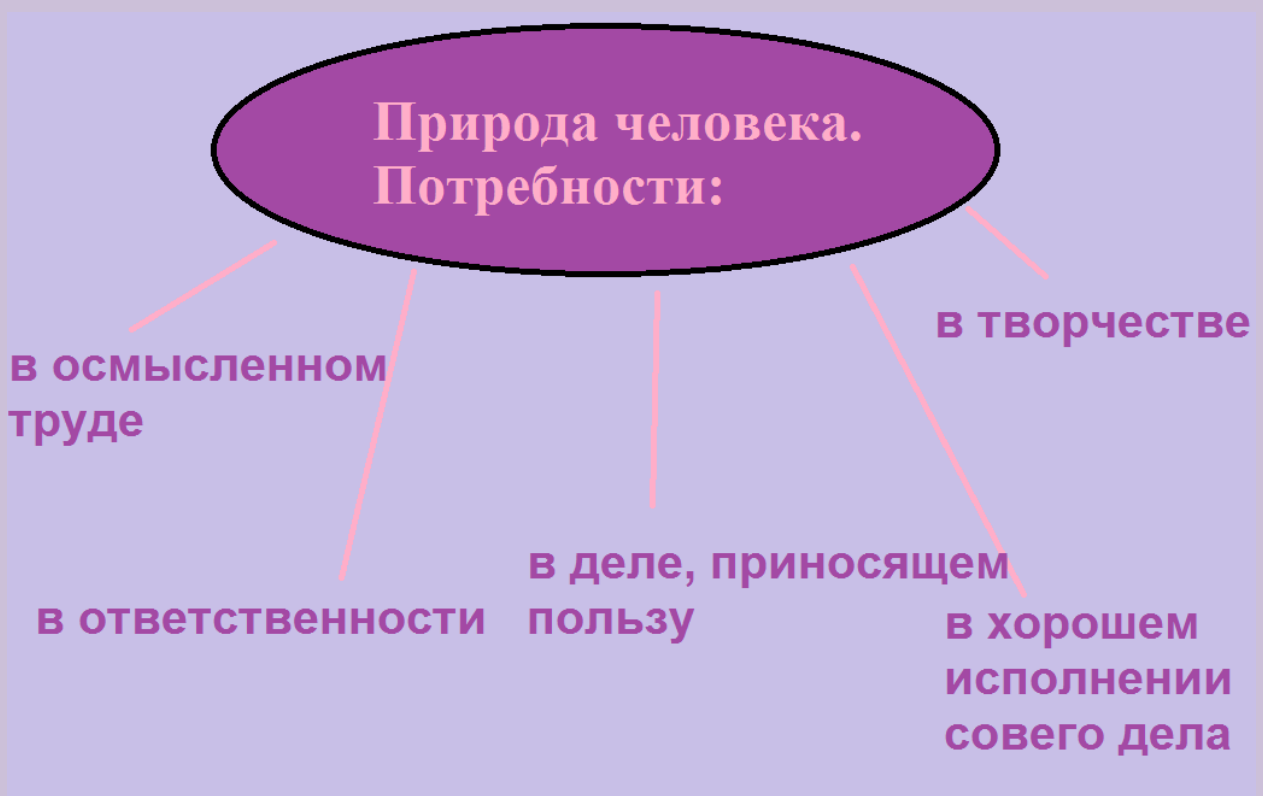 Природа человека.
Потребности:
в осмысленном
труде
в ответственности
в деле, приносящем
пользу
в хорошем
исполнении
совего дела
в творчестве